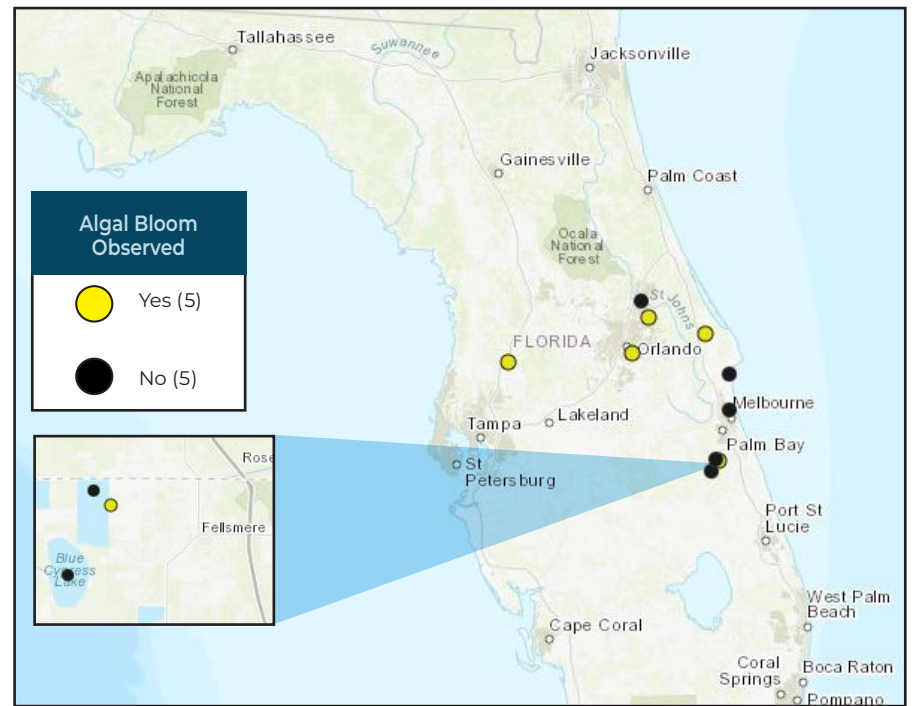 Tallahassee
Suwannee
Jacksonville
Apalachicola
National
Forest
Gainesville
Palm Coast
Algal Bloom
Observed
Yes (5)
No (5)
Ocala
National
Forest
St Johns
FLORIDA
Orlando
Lakeland
Melbourne
Tampa
Palm Bay
St
Petersburg
Rose
Fellsmere
Blue
Cypress
Lake
Port St
Lucie
West Palm
Beach
Cape Coral
Coral
Springs
Boca Raton
Pompano